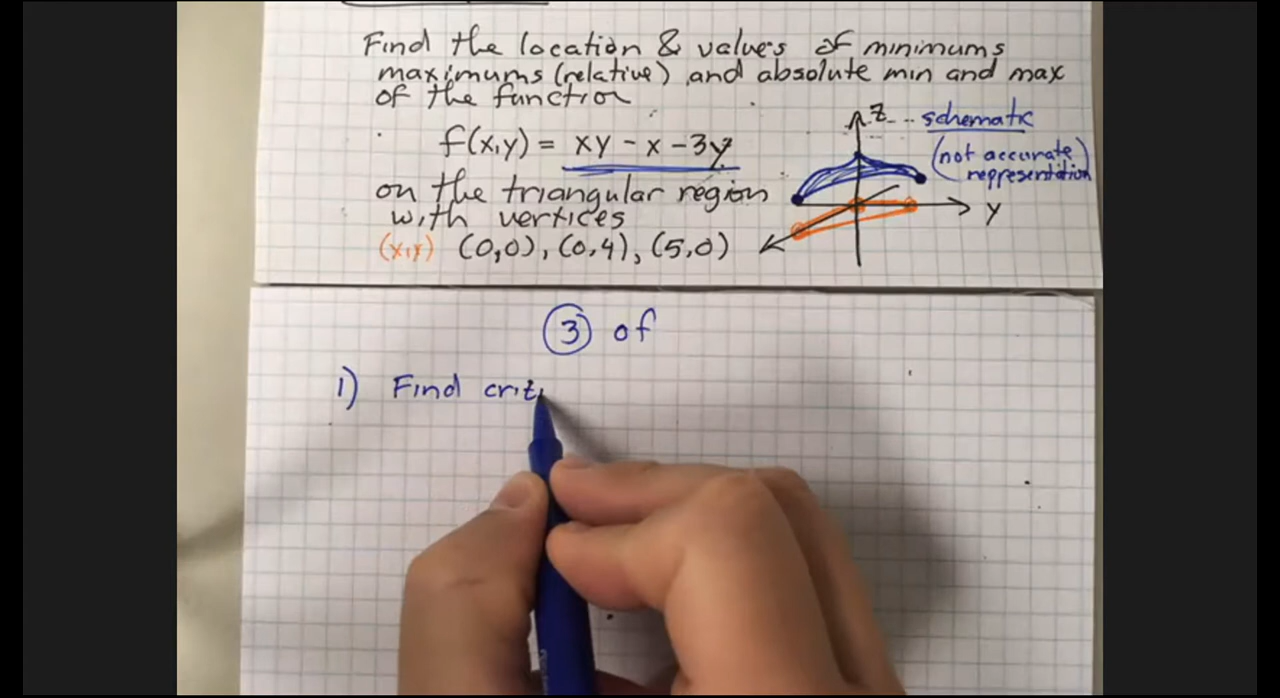 Find the location & values of minimums
maximums (relative) and absolute min and max
of the function
f(x,y) = xy - x - 3y
on the triangular region
with vertices
(x,y) (0,0), (0,4), (5,0)
z
schematic
(not accurate
representation)
y
3 of
1) Find crit